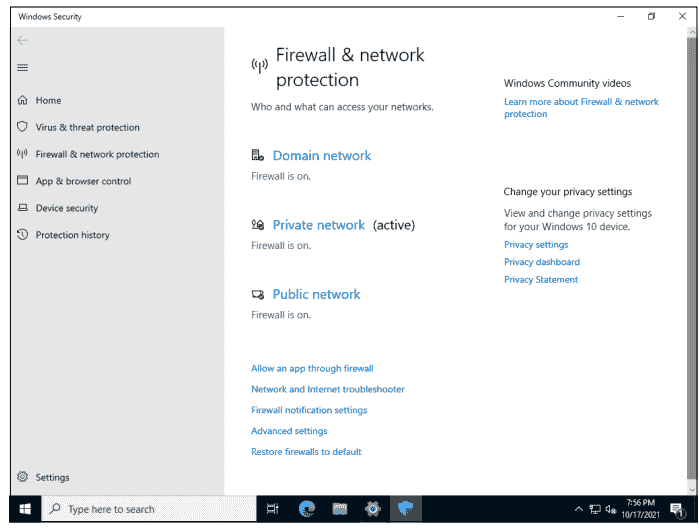 Windows Security
Home
Virus & threat protection
Firewall & network protection
App & browser control
Device security
Protection history
Settings
Firewall & network
protection
Who and what can access your networks.
Domain network
Firewall is on.
Private network (active)
Firewall is on.
Public network
Firewall is on.
Allow an app through firewall
Network and Internet troubleshooter
Firewall notification settings
Advanced settings
Restore firewalls to default
Windows Community videos
Learn more about Firewall & network
protection
Change your privacy settings
View and change privacy settings
for your Windows 10 device.
Privacy settings
Privacy dashboard
Privacy Statement
Type here to search
7:56 PM
10/17/2021
1